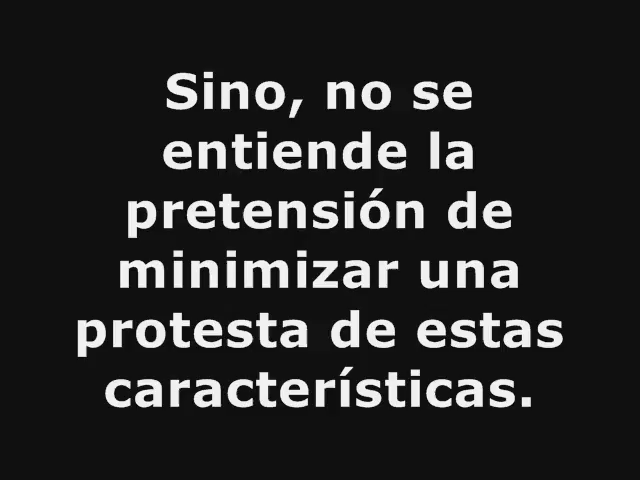 Sino, no se
entiende la
pretensión de
minimizar una
protesta de estas
características.